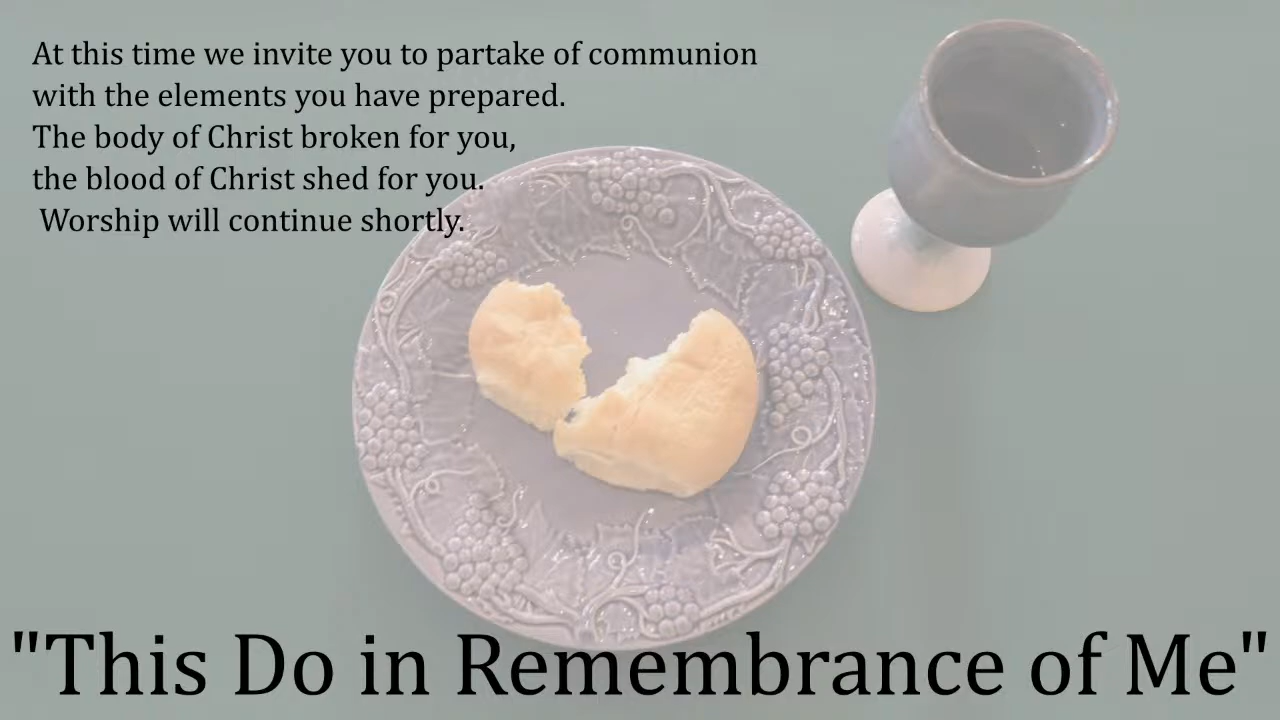 At this time we invite you to partake of communion
with the elements you have prepared.
The body of Christ broken for you,
the blood of Christ shed for you.
Worship will continue shortly.
"This Do in Remembrance of Me"